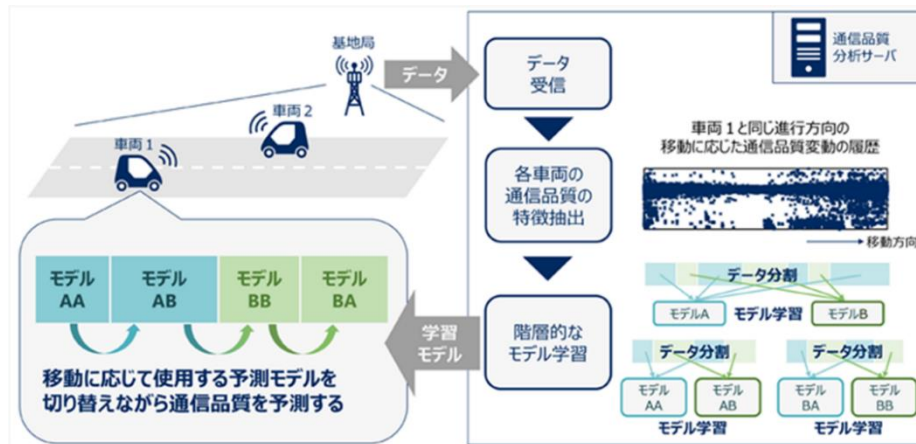 基地局
データ
車両2
車両1
モデル
AA
モデル
AB
モデル
BB
モデル
BA
移動に応じて使用する予測モデルを
切り替えながら通信品質を予測する
学習
モデル
データ
受信
各車両の
通信品質の
特徴抽出
階層的な
モデル学習
通信品質
分析サーバ
車両1と同じ進行方向の
移動に応じた通信品質変動の履歴
移動方向
データ分割
モデルA
モデル学習
モデルB
データ分割
データ分割
モデル
AA
モデル
AB
モデル
BA
モデル
BB
モデル学習
モデル学習